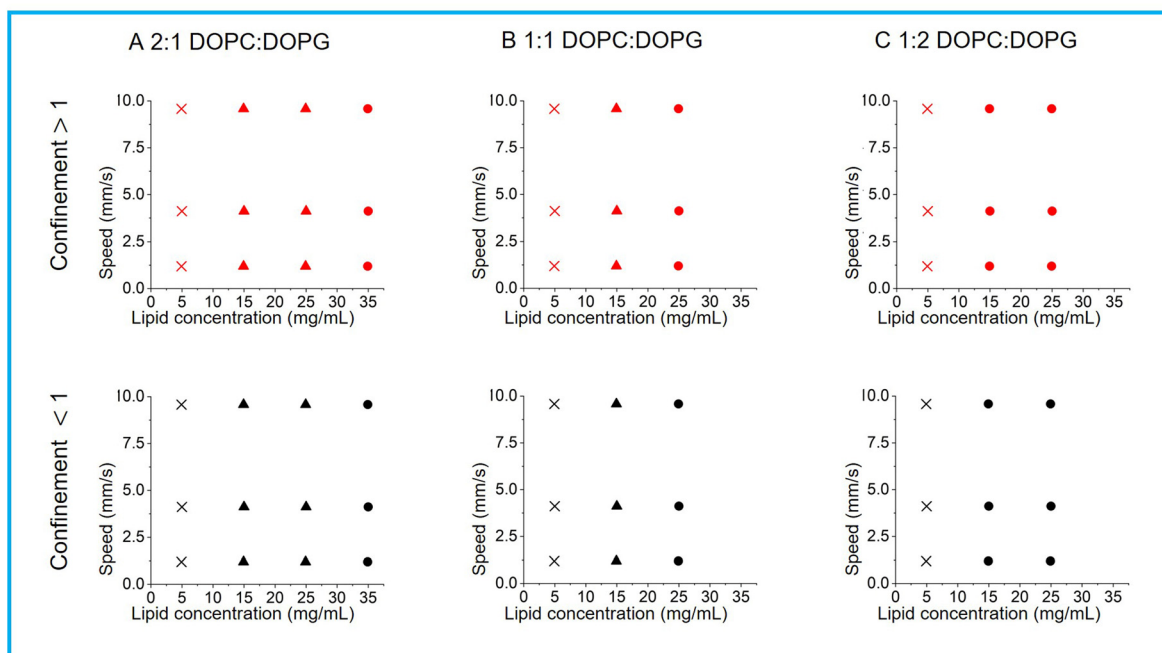 A 2:1 DOPC:DOPG
B 1:1 DOPC:DOPG
C 1:2 DOPC:DOPG
Confinement > 1
Speed (mm/s)
10.0
7.5
5.0
2.5
0.0
0 5 10 15 20 25 30 35
Lipid concentration (mg/mL)
Speed (mm/s)
10.0
7.5
5.0
2.5
0.0
0 5 10 15 20 25 30 35
Lipid concentration (mg/mL)
Speed (mm/s)
10.0
7.5
5.0
2.5
0.0
0 5 10 15 20 25 30 35
Lipid concentration (mg/mL)
Confinement < 1
Speed (mm/s)
10.0
7.5
5.0
2.5
0.0
0 5 10 15 20 25 30 35
Lipid concentration (mg/mL)
Speed (mm/s)
10.0
7.5
5.0
2.5
0.0
0 5 10 15 20 25 30 35
Lipid concentration (mg/mL)
Speed (mm/s)
10.0
7.5
5.0
2.5
0.0
0 5 10 15 20 25 30 35
Lipid concentration (mg/mL)